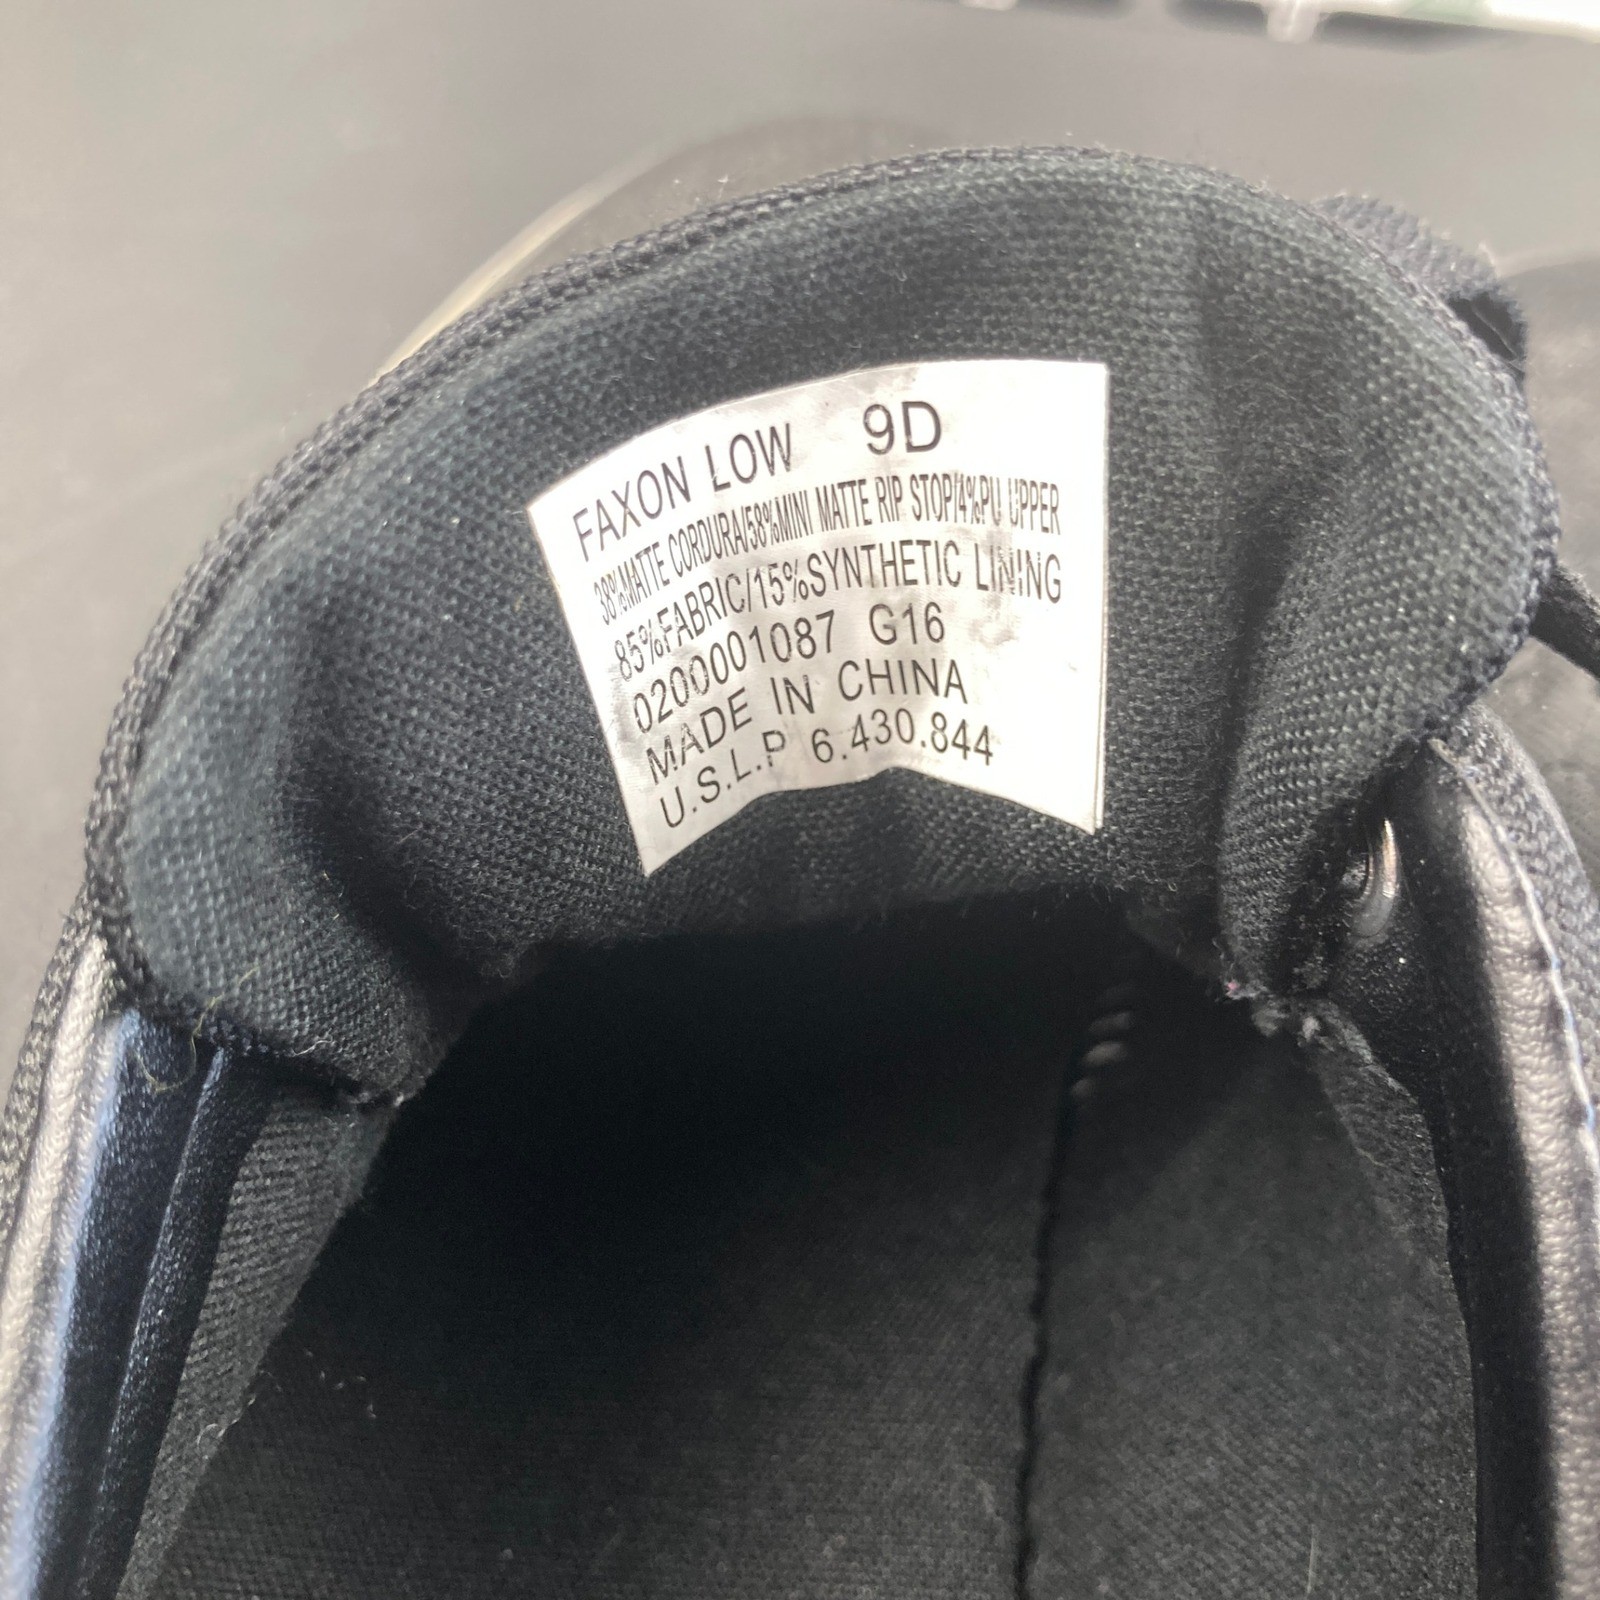 FAXON LOW 9D
38%MATTE CORDURA/58%MINI MATTE RIP STOP/4%PU UPPER
85%FABRIC/15%SYNTHETIC LINING
0200001087 G16
MADE IN CHINA
U.S.L.P 6.430.844